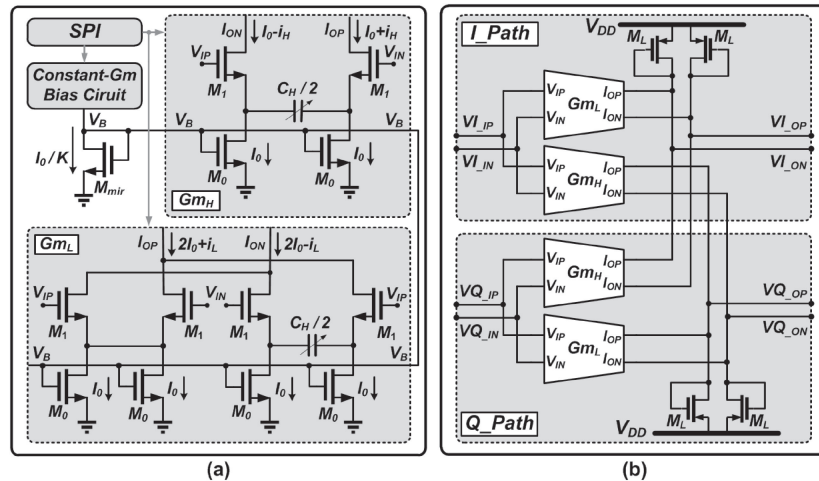 SPI
Constant-Gm
Bias Ciruit
V_B
I_0/K
M_mir
I_ON
I_0-i_H
I_OP
I_0+i_H
V_IP
V_IN
M_1
M_1
C_H/2
V_B
V_B
I_0
I_0
M_0
M_0
Gm_H
Gm_L
I_OP
2I_0+i_L
I_ON
2I_0-i_L
V_IP
V_IN
V_IP
M_1
M_1
M_1
M_1
C_H/2
V_B
V_B
I_0
I_0
I_0
I_0
M_0
M_0
M_0
M_0
(a)
I_Path
V_DD
M_L
M_L
V_IP
I_OP
Gm_L
V_IN
I_ON
VI_IP
VI_OP
VI_IN
VI_ON
V_IP
I_OP
Gm_H
V_IN
I_ON
V_IP
I_OP
Gm_H
V_IN
I_ON
VQ_IP
VQ_OP
VQ_IN
VQ_ON
V_IP
I_OP
Gm_L
V_IN
I_ON
M_L
M_L
Q_Path
V_DD
(b)